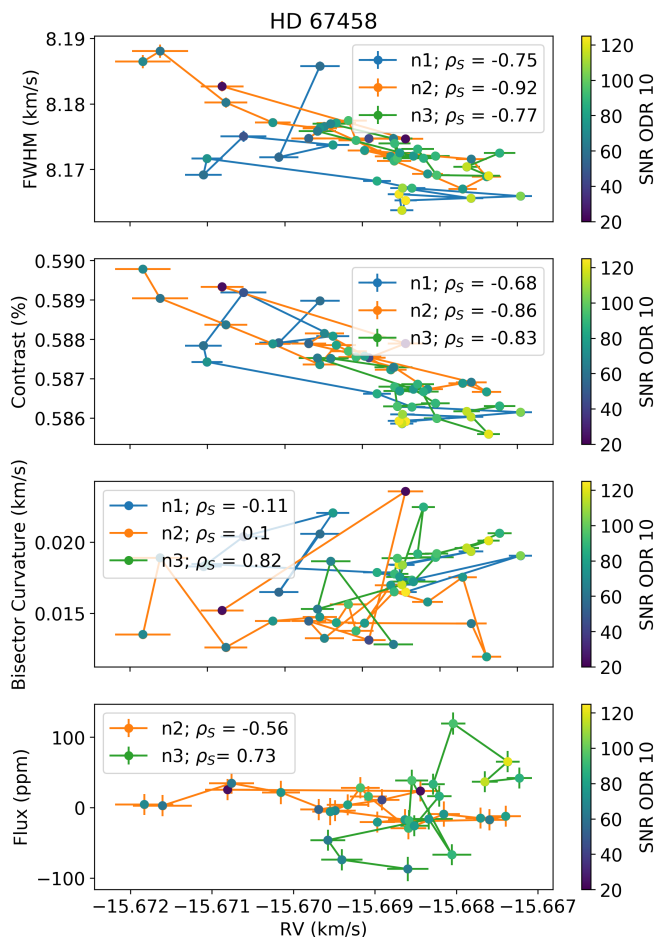 HD 67458
8.19
8.18
8.17
FWHM (km/s)
n1; ρS = -0.75
n2; ρS = -0.92
n3; ρS = -0.77
120
100
80
60
40
20
SNR ODR 10
0.590
0.589
0.588
0.587
0.586
Contrast (%)
n1; ρS = -0.68
n2; ρS = -0.86
n3; ρS = -0.83
120
100
80
60
40
20
SNR ODR 10
0.020
0.015
Bisector Curvature (km/s)
n1; ρS = -0.11
n2; ρS = 0.1
n3; ρS = 0.82
120
100
80
60
40
20
SNR ODR 10
100
0
−100
Flux (ppm)
n2; ρS = -0.56
n3; ρS= 0.73
120
100
80
60
40
20
SNR ODR 10
−15.672 −15.671 −15.670 −15.669 −15.668 −15.667
RV (km/s)